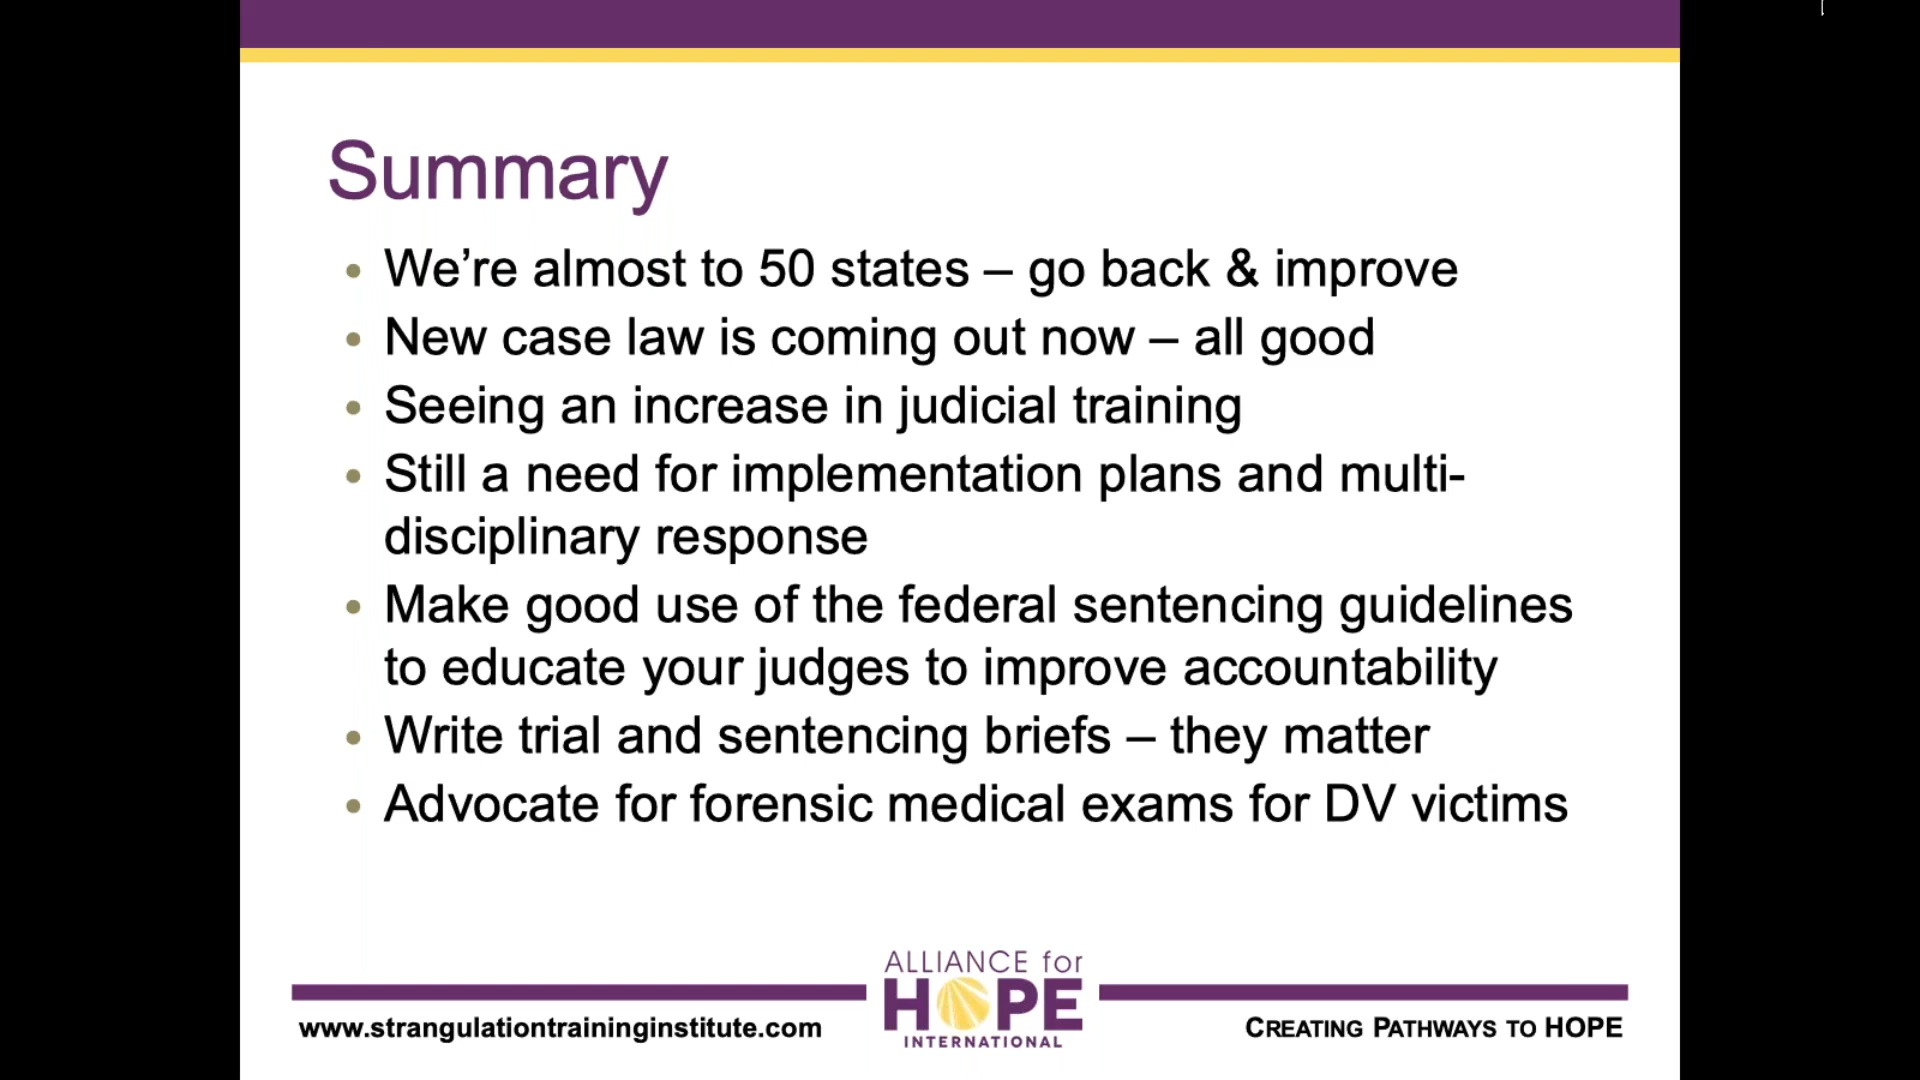 Summary
• We’re almost to 50 states – go back & improve
• New case law is coming out now – all good
• Seeing an increase in judicial training
• Still a need for implementation plans and multi-
disciplinary response
• Make good use of the federal sentencing guidelines
to educate your judges to improve accountability
• Write trial and sentencing briefs – they matter
• Advocate for forensic medical exams for DV victims
www.strangulationtraininginstitute.com
ALLIANCE for
HOPE
INTERNATIONAL
CREATING PATHWAYS TO HOPE